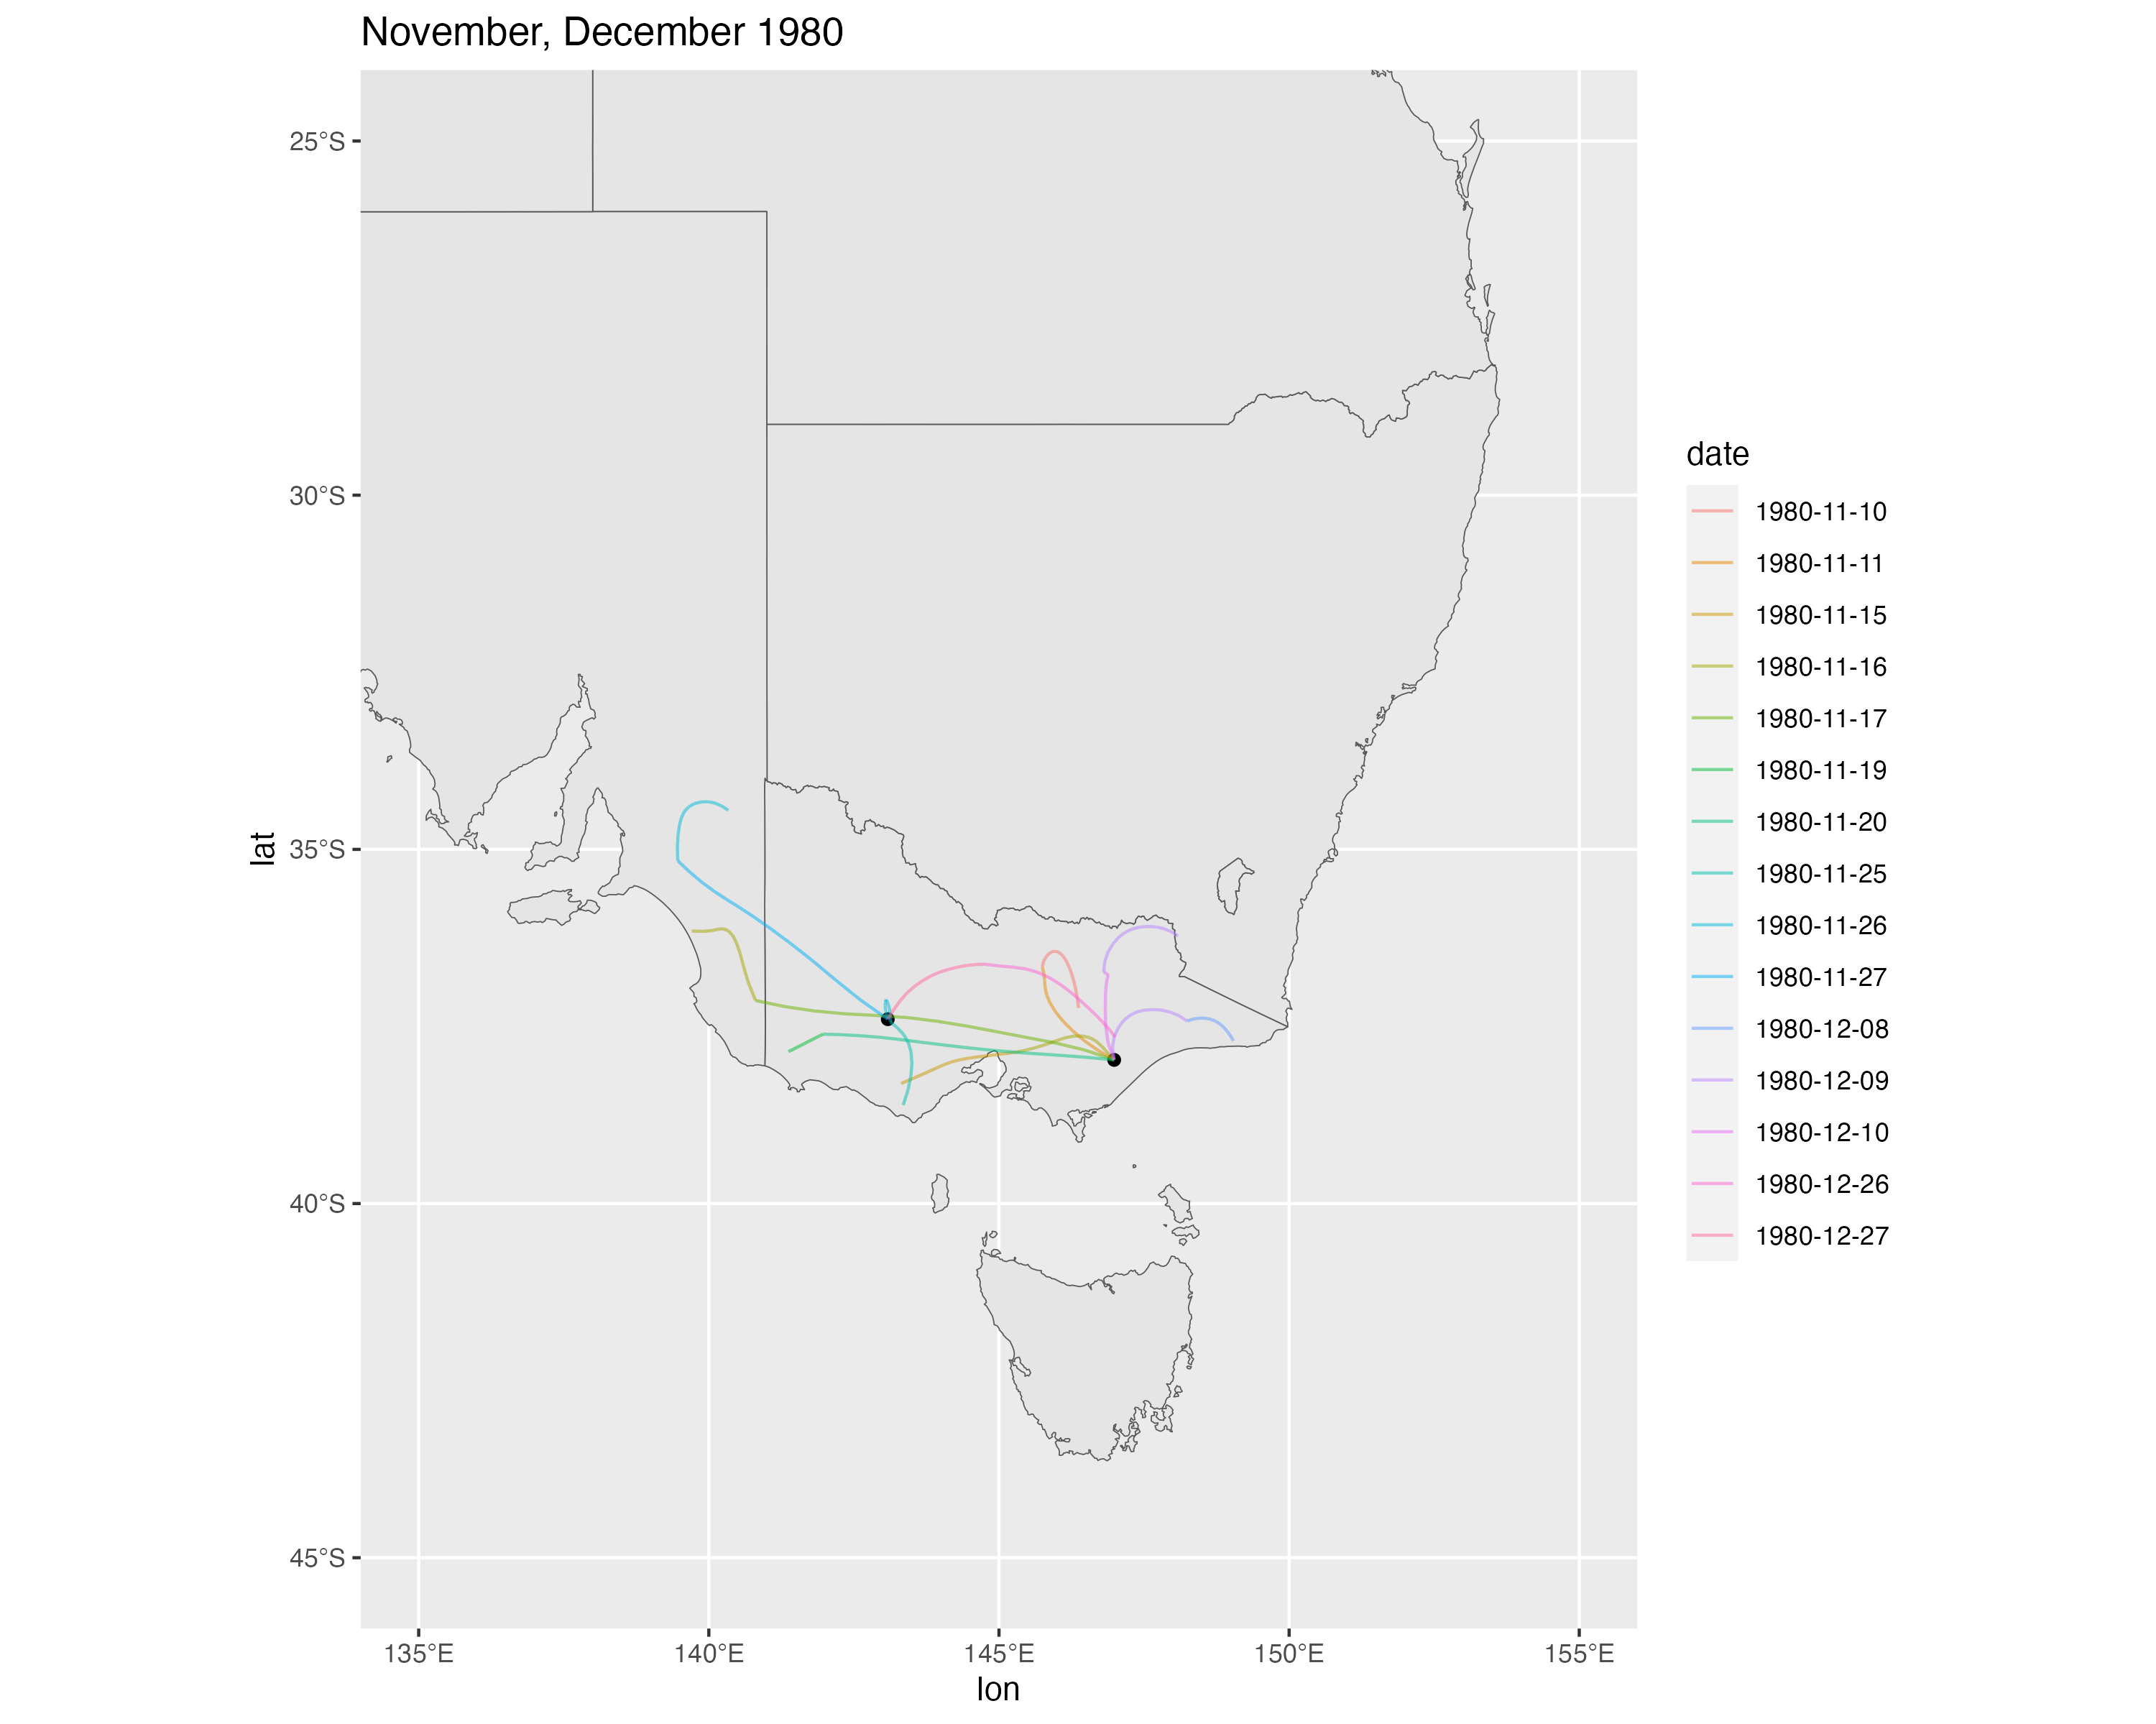 November, December 1980
25°S
30°S
35°S
40°S
45°S
lat
135°E 140°E 145°E 150°E 155°E
lon
date
1980-11-10
1980-11-11
1980-11-15
1980-11-16
1980-11-17
1980-11-19
1980-11-20
1980-11-25
1980-11-26
1980-11-27
1980-12-08
1980-12-09
1980-12-10
1980-12-26
1980-12-27